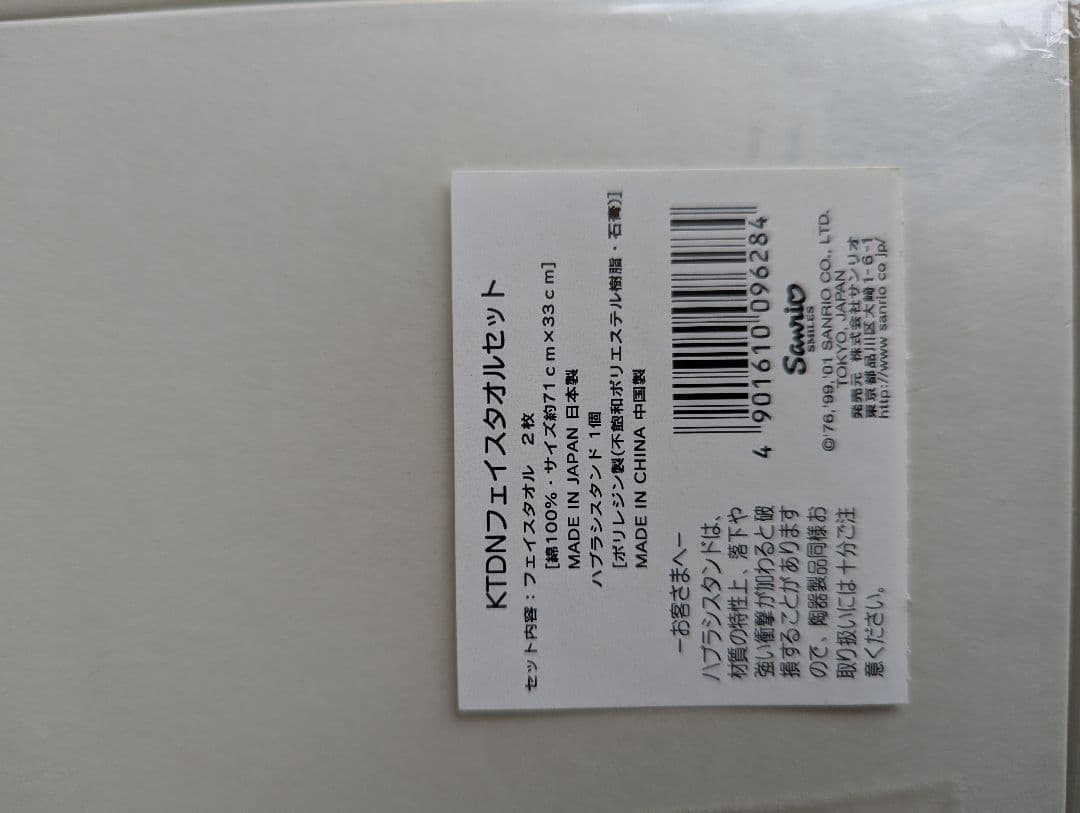 KTDNフェイスタオルセット
セット内容:フェイスタオル 2枚
[綿100%・サイズ約71cm×33cm]
MADE IN JAPAN 日本製
ハブラシスタンド 1個
[ポリレジン製(不飽和ポリエステル樹脂・石膏)]
MADE IN CHINA 中国製
−お客さまへ−
ハブラシスタンドは、
材質の特性上、落下や
強い衝撃が加わると破
損することがあります
ので、陶器製品同様お
取り扱いには十分ご注
意ください。
4 901610 096284
Sanrio
SMILES
©'76,'99,'01 SANRIO CO., LTD.
TOKYO, JAPAN
発売元 株式会社サンリオ
東京都品川区大崎1-6-1
http://www sanrio co jp/